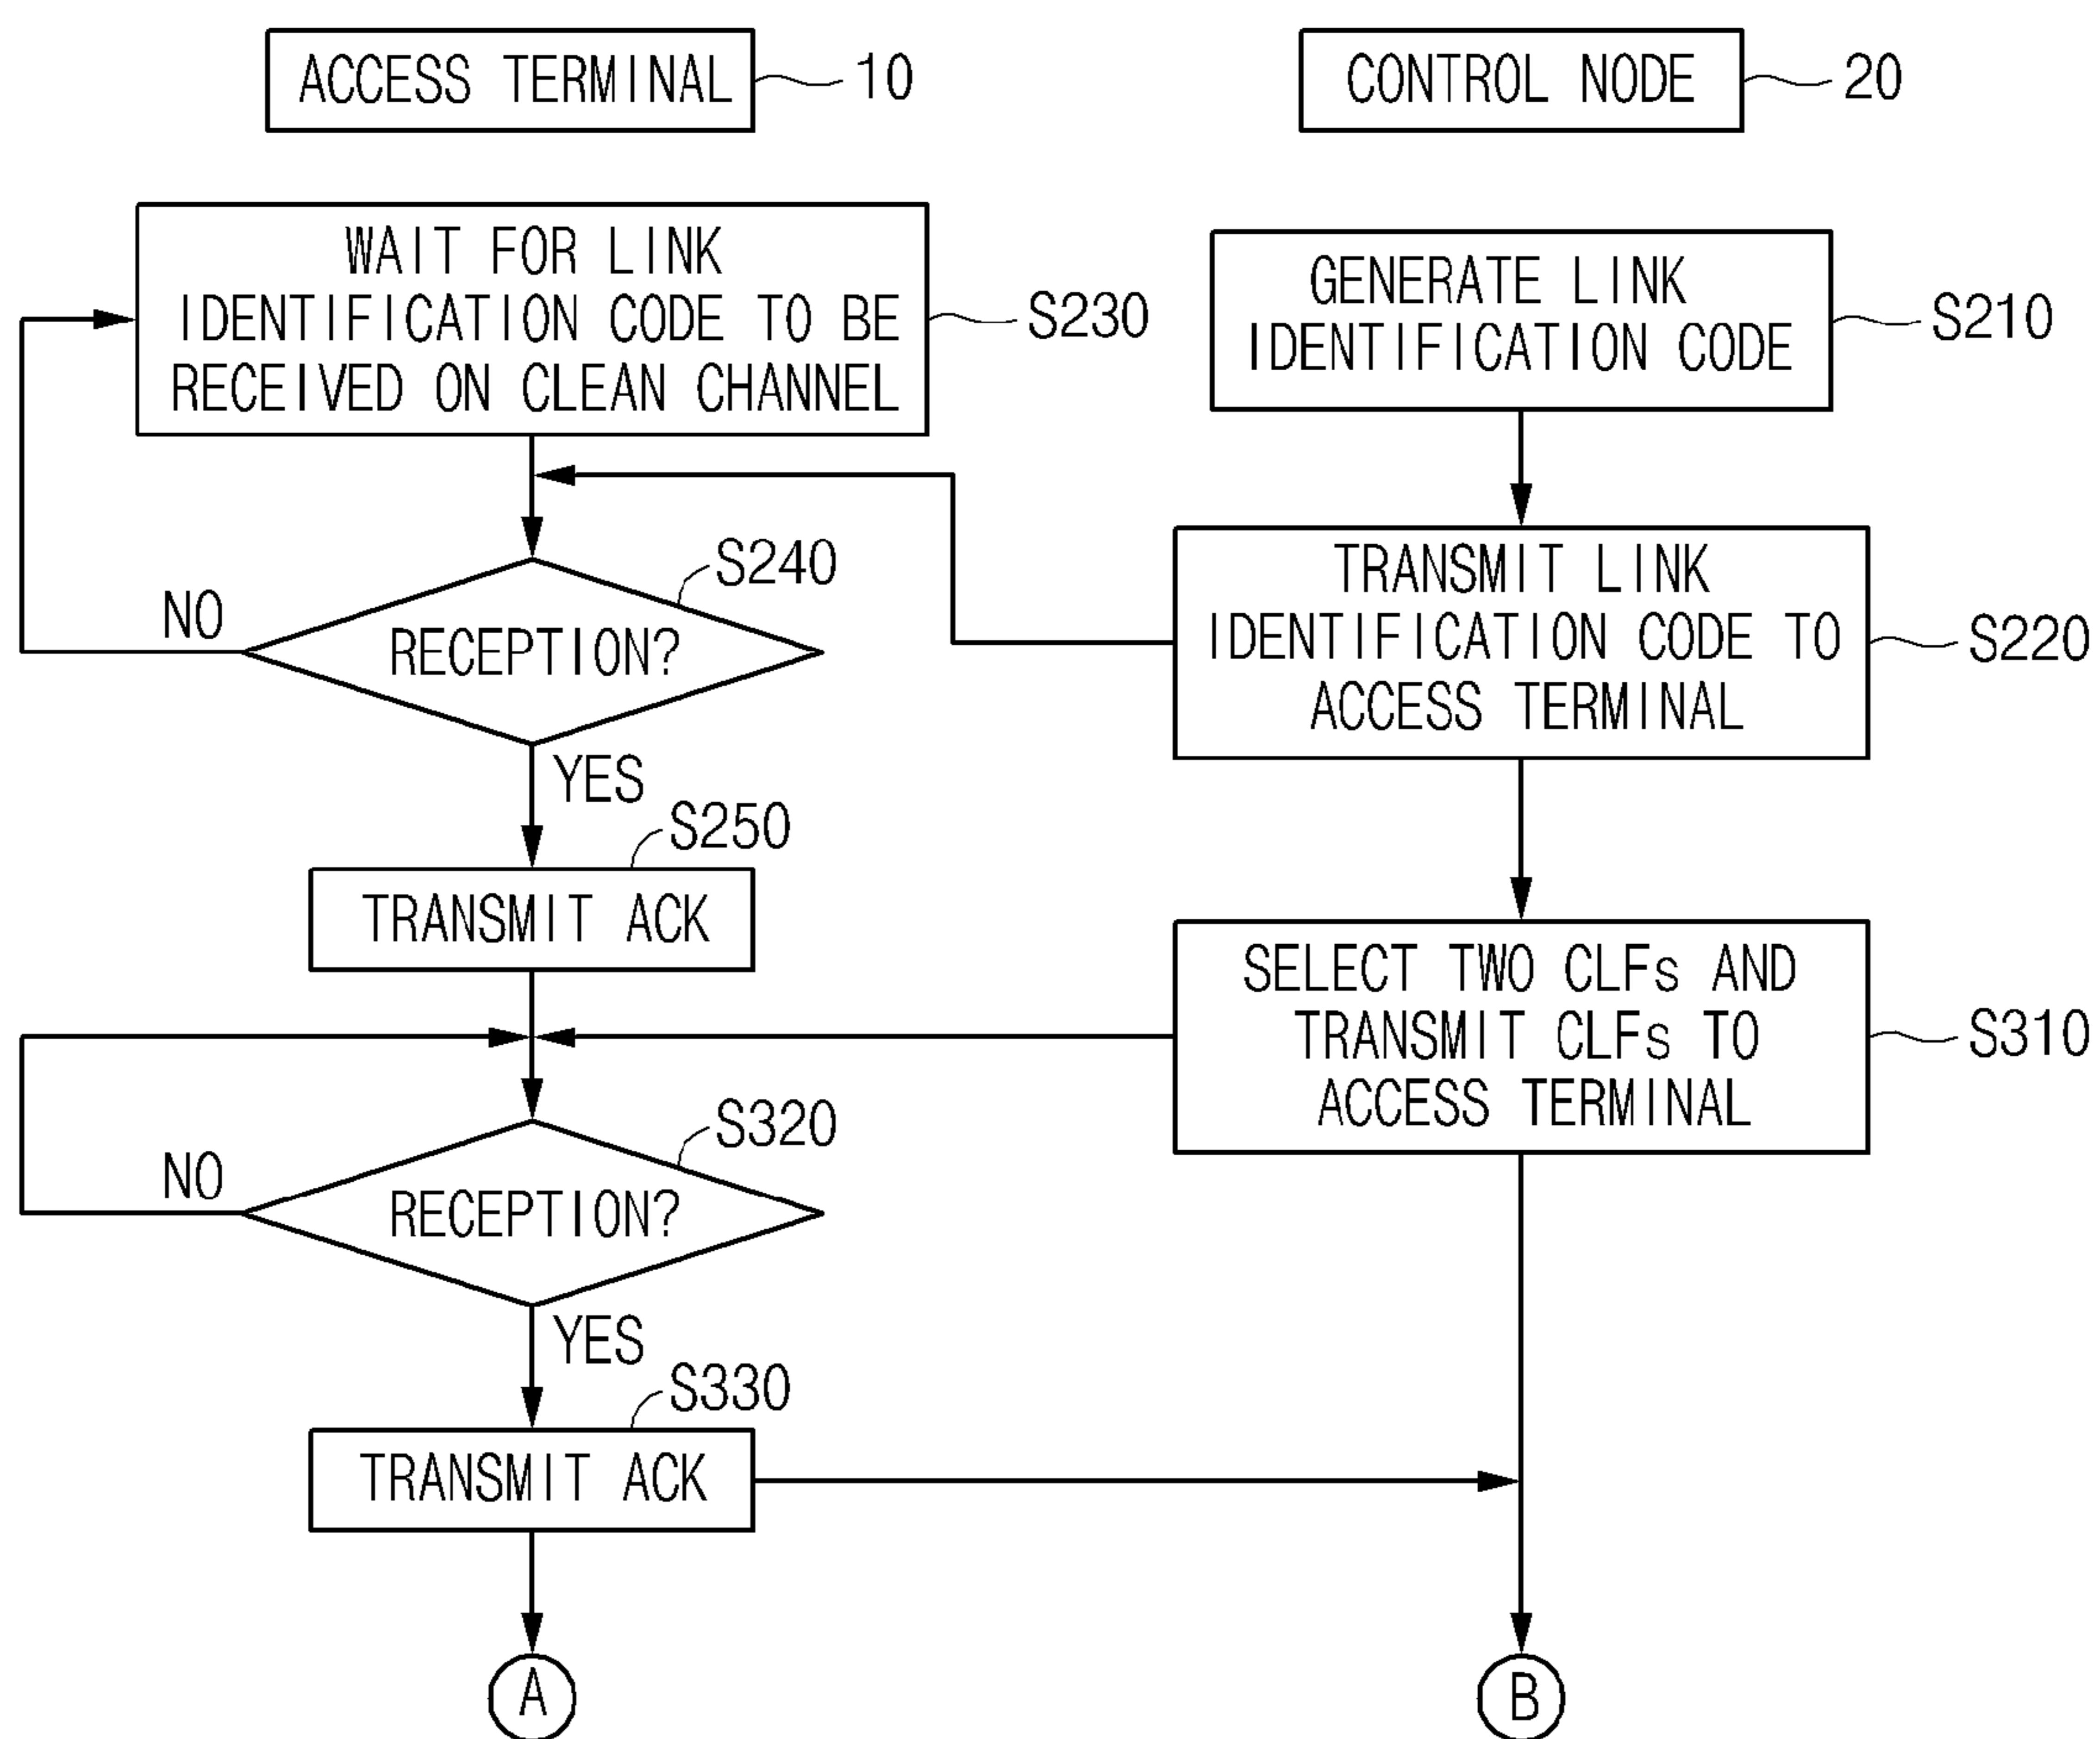 ACCESS TERMINAL
10
CONTROL NODE
20
WAIT FOR LINK
IDENTIFICATION CODE TO BE
RECEIVED ON CLEAN CHANNEL
S230
GENERATE LINK
IDENTIFICATION CODE
S210
TRANSMIT LINK
IDENTIFICATION CODE TO
ACCESS TERMINAL
S220
S240
RECEPTION?
NO
YES
S250
TRANSMIT ACK
SELECT TWO CLFs AND
TRANSMIT CLFs TO
ACCESS TERMINAL
S310
S320
RECEPTION?
NO
YES
S330
TRANSMIT ACK
A
B